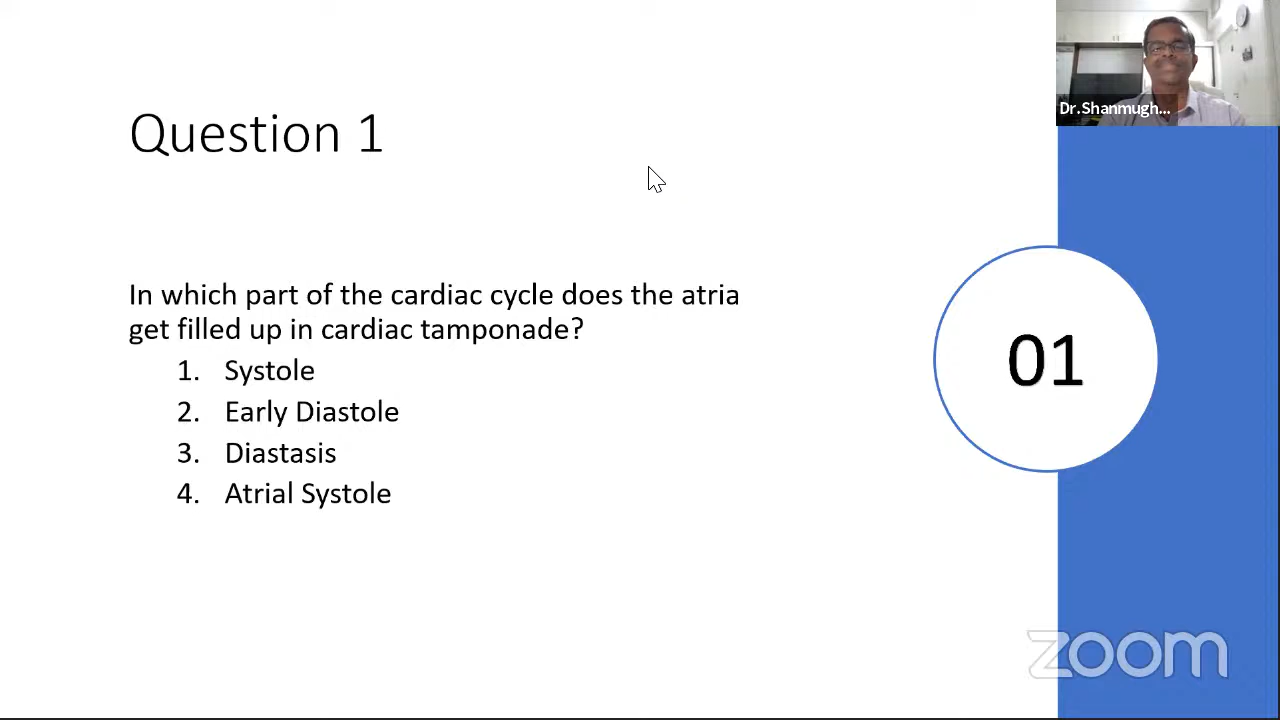 Dr.Shanmugh...
Question 1
In which part of the cardiac cycle does the atria
get filled up in cardiac tamponade?
1. Systole
2. Early Diastole
3. Diastasis
4. Atrial Systole
01
zoom